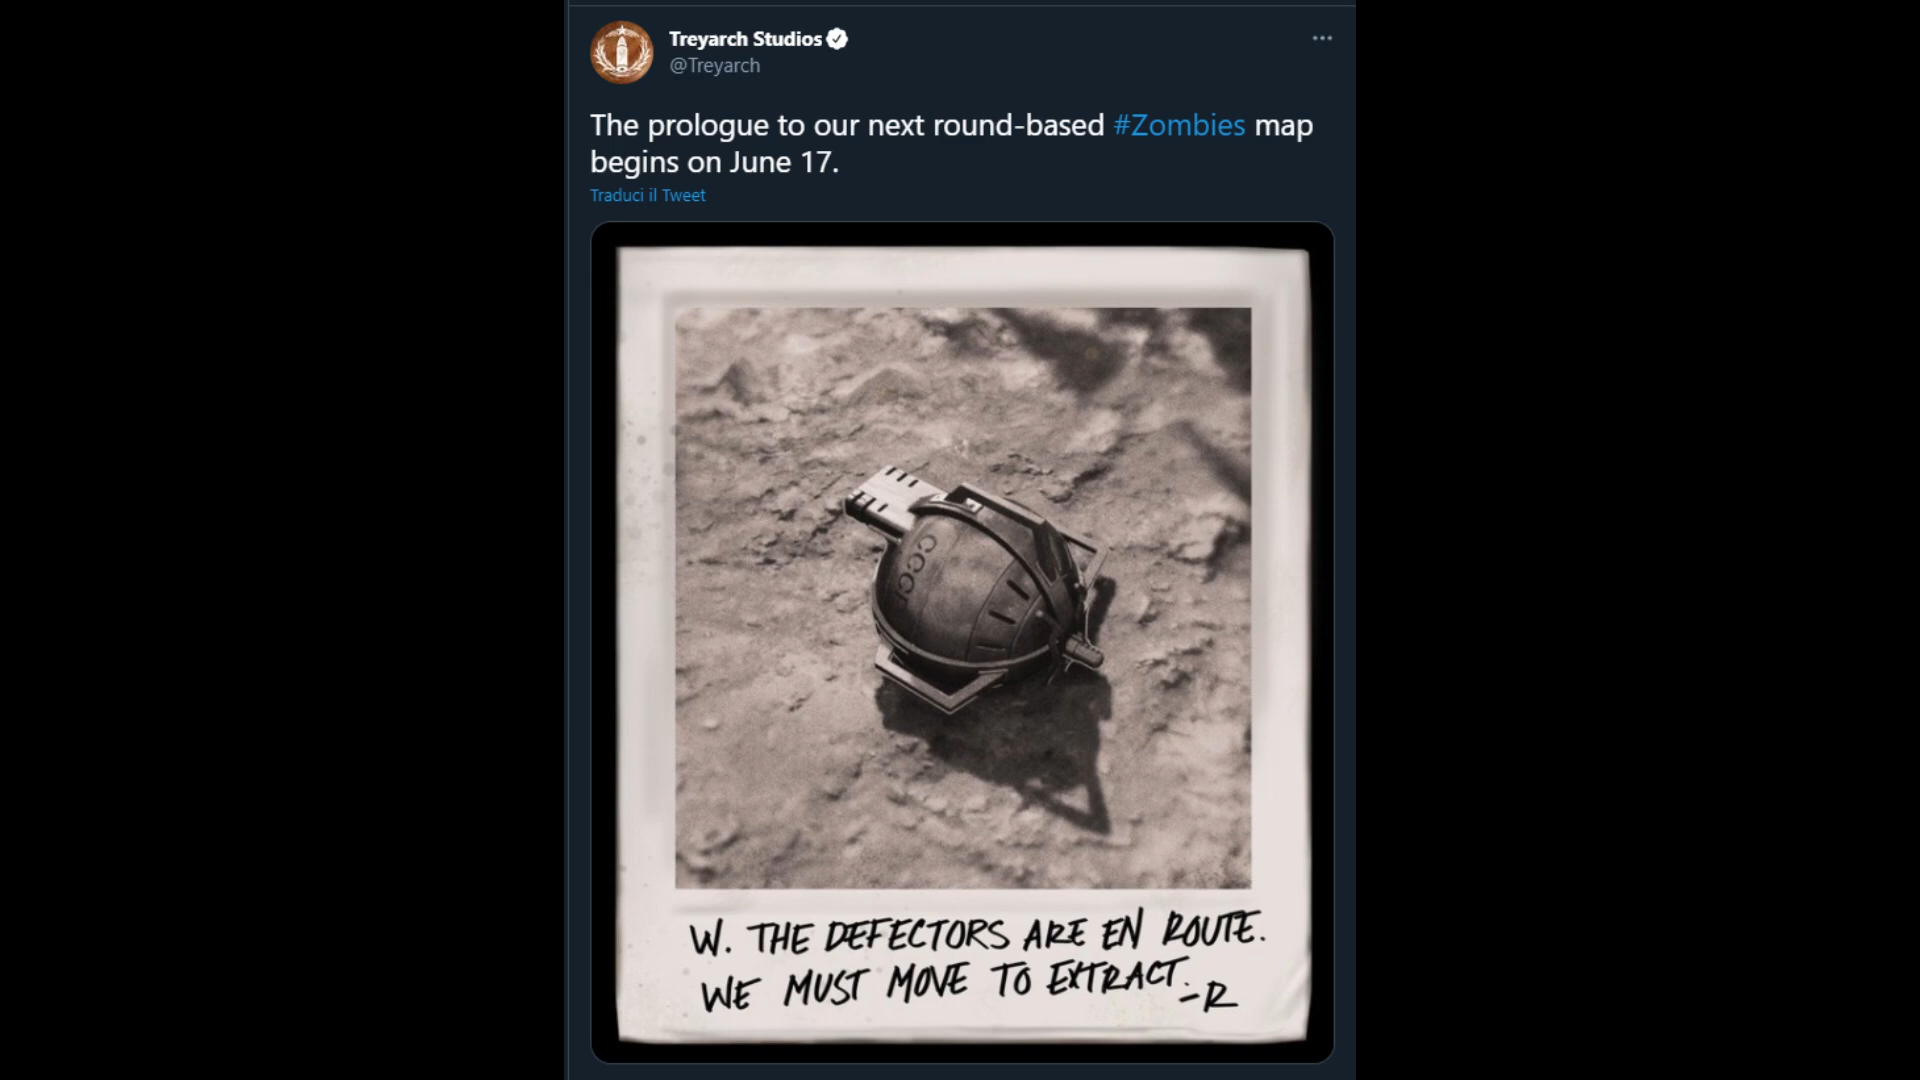 Treyarch Studios
@Treyarch
The prologue to our next round-based #Zombies map
begins on June 17.
Traduci il Tweet
CCCP
W. THE DEFECTORS ARE EN ROUTE.
WE MUST MOVE TO EXTRACT.
-R